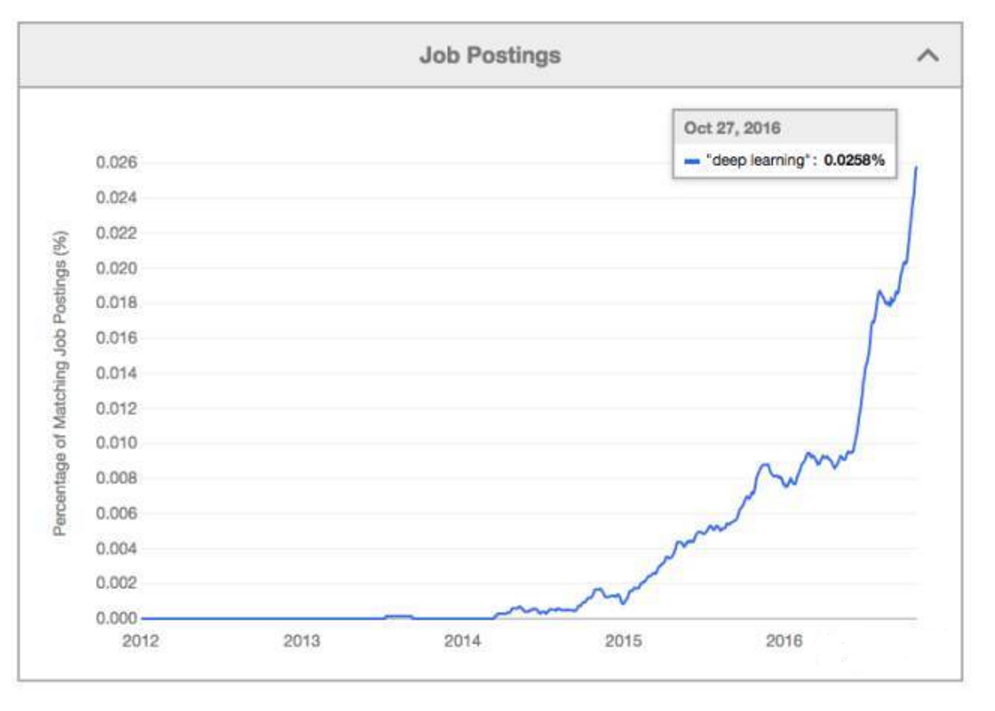 Job Postings
Oct 27, 2016
"deep learning": 0.0258%
Percentage of Matching Job Postings (%)
0.026
0.024
0.022
0.020
0.018
0.016
0.014
0.012
0.010
0.008
0.006
0.004
0.002
0.000
2012 2013 2014 2015 2016